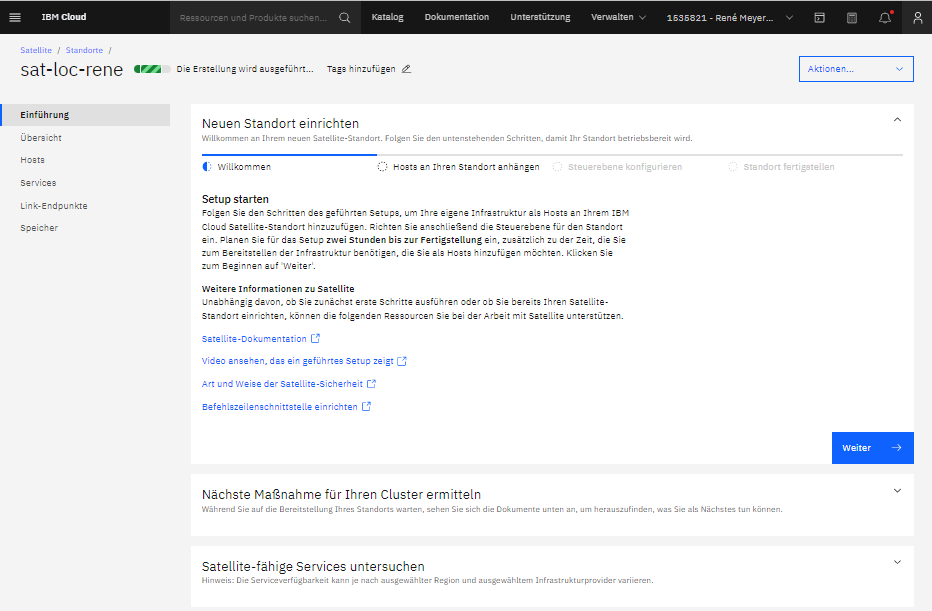 IBM Cloud
Ressourcen und Produkte suchen...
Katalog
Dokumentation
Unterstützung
Verwalten
1535821 - René Meyer...
Satellite / Standorte /
sat-loc-rene
Die Erstellung wird ausgeführt...
Tags hinzufügen
Aktionen...
Einführung
Übersicht
Hosts
Services
Link-Endpunkte
Speicher
Neuen Standort einrichten
Willkommen an Ihrem neuen Satellite-Standort. Folgen Sie den untenstehenden Schritten, damit Ihr Standort betriebsbereit wird.
Willkommen
Hosts an Ihren Standort anhängen
Steuerebene konfigurieren
Standort fertigstellen
Setup starten
Folgen Sie den Schritten des geführten Setups, um Ihre eigene Infrastruktur als Hosts an Ihrem IBM
Cloud Satellite-Standort hinzuzufügen. Richten Sie anschließend die Steuerebene für den Standort
ein. Planen Sie für das Setup zwei Stunden bis zur Fertigstellung ein, zusätzlich zu der Zeit, die Sie
zum Bereitstellen der Infrastruktur benötigen, die Sie als Hosts hinzufügen möchten. Klicken Sie
zum Beginnen auf 'Weiter'.
Weitere Informationen zu Satellite
Unabhängig davon, ob Sie zunächst erste Schritte ausführen oder ob Sie bereits Ihren Satellite-
Standort einrichten, können die folgenden Ressourcen Sie bei der Arbeit mit Satellite unterstützen.
Satellite-Dokumentation
Video ansehen, das ein geführtes Setup zeigt
Art und Weise der Satellite-Sicherheit
Befehlszeilenschnittstelle einrichten
Weiter
Nächste Maßnahme für Ihren Cluster ermitteln
Während Sie auf die Bereitstellung Ihres Standorts warten, sehen Sie sich die Dokumente unten an, um herauszufinden, was Sie als Nächstes tun können.
Satellite-fähige Services untersuchen
Hinweis: Die Serviceverfügbarkeit kann je nach ausgewählter Region und ausgewähltem Infrastrukturprovider variieren.